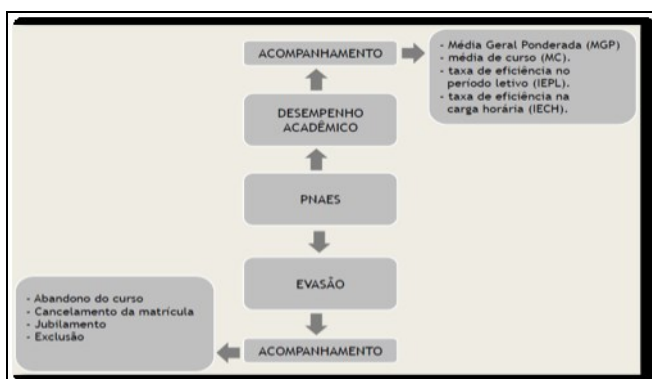 ACOMPANHAMENTO
- Média Geral Ponderada (MGP)
- média de curso (MC).
- taxa de eficiência no
período letivo (IEPL).
- taxa de eficiência na
carga horária (IECH).
DESEMPENHO
ACADÊMICO
PNAES
EVASÃO
- Abandono do curso
- Cancelamento da matrícula
- Jubilamento
- Exclusão
ACOMPANHAMENTO